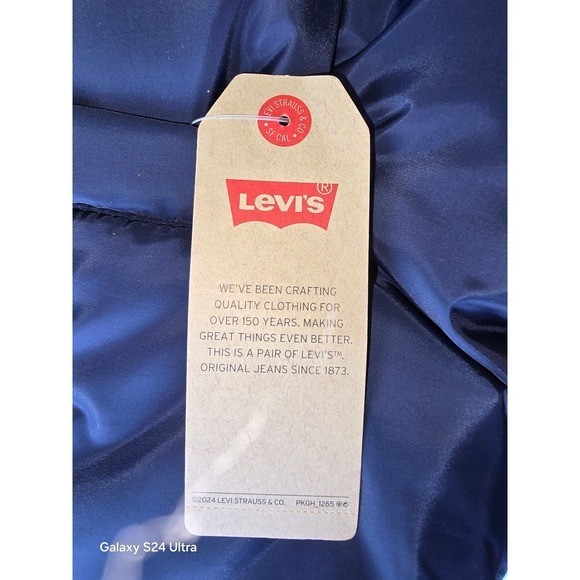 LEVI STRAUSS & CO
• SF CAL •
LEVI'S®
WE'VE BEEN CRAFTING
QUALITY CLOTHING FOR
OVER 150 YEARS. MAKING
GREAT THINGS EVEN BETTER.
THIS IS A PAIR OF LEVI'S™.
ORIGINAL JEANS SINCE 1873.
©2024 LEVI STRAUSS & CO. PKGH_1265
Galaxy S24 Ultra